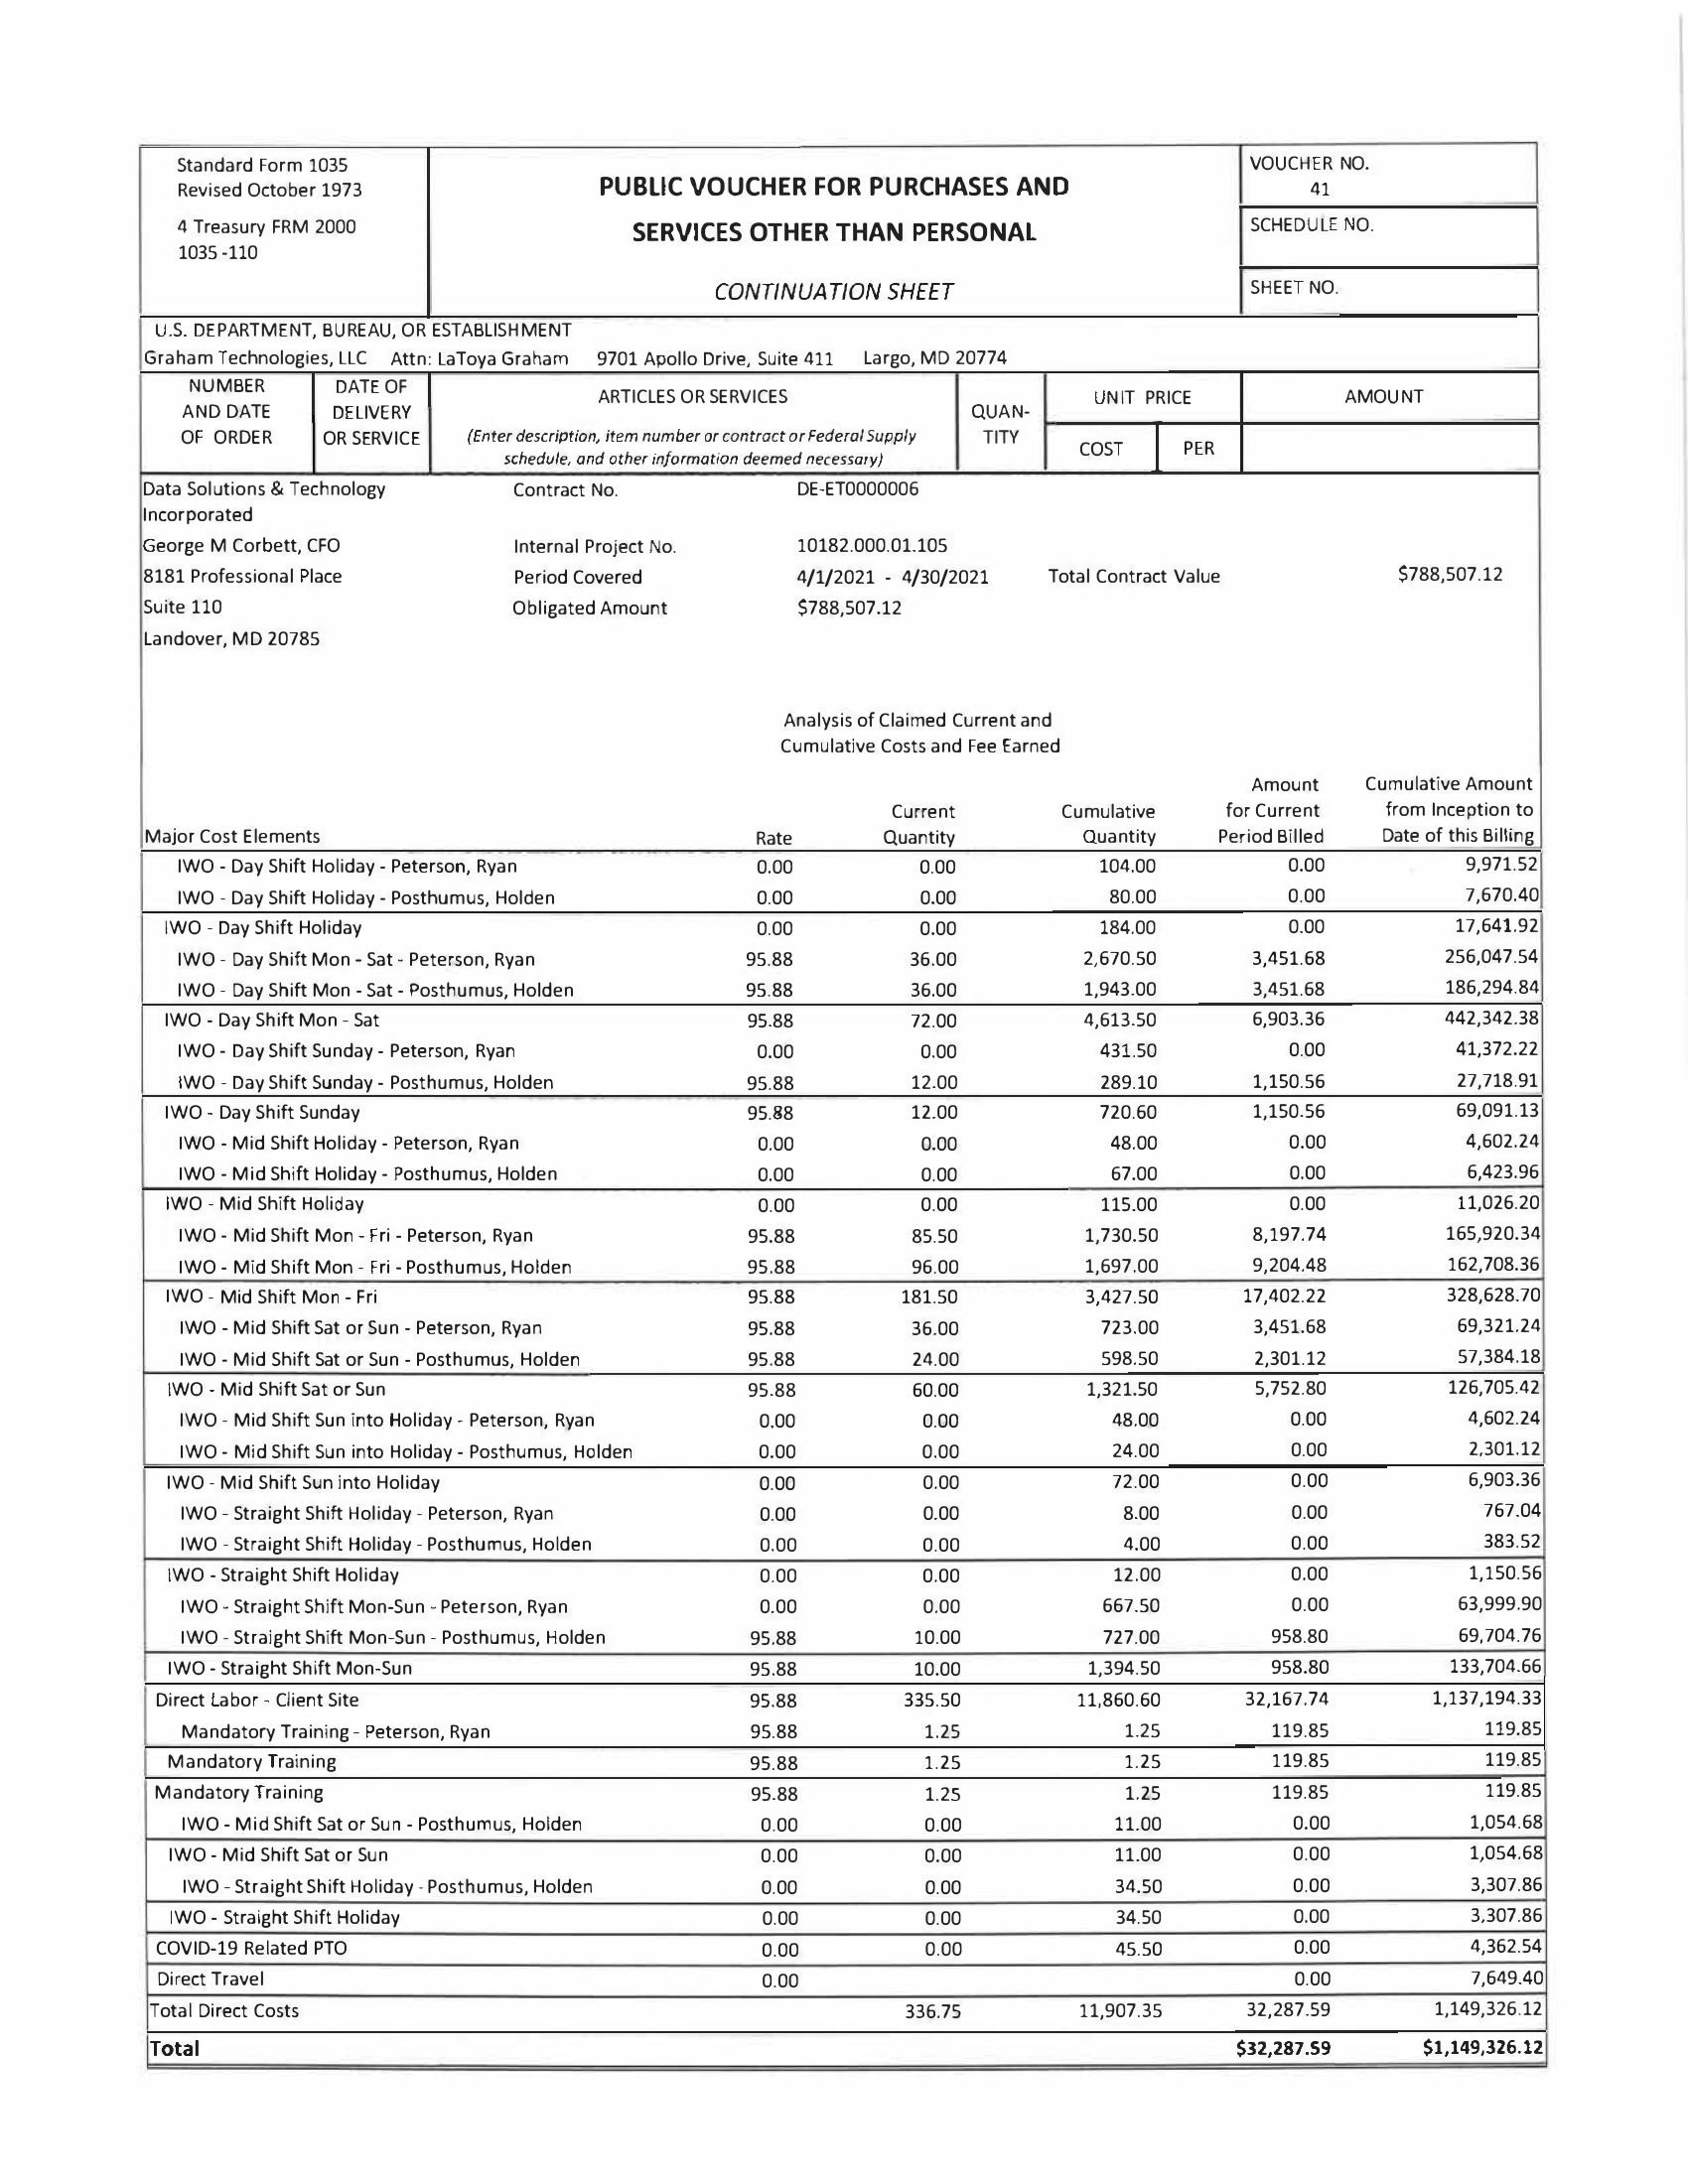 Standard Form 1035
Revised October 1973
4 Treasury FRM 2000
1035 -110
PUBLIC VOUCHER FOR PURCHASES AND
SERVICES OTHER THAN PERSONAL
CONTINUATION SHEET
VOUCHER NO.
41
SCHEDULE NO.
SHEET NO.
U.S. DEPARTMENT, BUREAU, OR ESTABLISHMENT
Graham Technologies, LLC Attn: LaToya Graham 9701 Apollo Drive, Suite 411 Largo, MD 20774
NUMBER
AND DATE
OF ORDER
DATE OF
DELIVERY
OR SERVICE
ARTICLES OR SERVICES
(Enter description, item number or contract or Federal Supply
schedule, and other information deemed necessary)
QUAN-
TITY
UNIT PRICE
COST PER
AMOUNT
Data Solutions & Technology Contract No. DE-ET0000006
Incorporated
George M Corbett, CFO Internal Project No. 10182.000.01.105
8181 Professional Place Period Covered 4/1/2021 - 4/30/2021 Total Contract Value $788,507.12
Suite 110 Obligated Amount $788,507.12
Landover, MD 20785
Analysis of Claimed Current and
Cumulative Costs and Fee Earned
Amount Cumulative Amount
Current Cumulative for Current from Inception to
Major Cost Elements Rate Quantity Quantity Period Billed Date of this Billing
IWO - Day Shift Holiday - Peterson, Ryan 0.00 0.00 104.00 0.00 9,971.52
IWO - Day Shift Holiday - Posthumus, Holden 0.00 0.00 80.00 0.00 7,670.40
IWO - Day Shift Holiday 0.00 0.00 184.00 0.00 17,641.92
IWO - Day Shift Mon - Sat - Peterson, Ryan 95.88 36.00 2,670.50 3,451.68 256,047.54
IWO - Day Shift Mon - Sat - Posthumus, Holden 95.88 36.00 1,943.00 3,451.68 186,294.84
IWO - Day Shift Mon - Sat 95.88 72.00 4,613.50 6,903.36 442,342.38
IWO - Day Shift Sunday - Peterson, Ryan 0.00 0.00 431.50 0.00 41,372.22
IWO - Day Shift Sunday - Posthumus, Holden 95.88 12.00 289.10 1,150.56 27,718.91
IWO - Day Shift Sunday 95.88 12.00 720.60 1,150.56 69,091.13
IWO - Mid Shift Holiday - Peterson, Ryan 0.00 0.00 48.00 0.00 4,602.24
IWO - Mid Shift Holiday - Posthumus, Holden 0.00 0.00 67.00 0.00 6,423.96
IWO - Mid Shift Holiday 0.00 0.00 115.00 0.00 11,026.20
IWO - Mid Shift Mon - Fri - Peterson, Ryan 95.88 85.50 1,730.50 8,197.74 165,920.34
IWO - Mid Shift Mon - Fri - Posthumus, Holden 95.88 96.00 1,697.00 9,204.48 162,708.36
IWO - Mid Shift Mon - Fri 95.88 181.50 3,427.50 17,402.22 328,628.70
IWO - Mid Shift Sat or Sun - Peterson, Ryan 95.88 36.00 723.00 3,451.68 69,321.24
IWO - Mid Shift Sat or Sun - Posthumus, Holden 95.88 24.00 598.50 2,301.12 57,384.18
IWO - Mid Shift Sat or Sun 95.88 60.00 1,321.50 5,752.80 126,705.42
IWO - Mid Shift Sun into Holiday - Peterson, Ryan 0.00 0.00 48.00 0.00 4,602.24
IWO - Mid Shift Sun into Holiday - Posthumus, Holden 0.00 0.00 24.00 0.00 2,301.12
IWO - Mid Shift Sun into Holiday 0.00 0.00 72.00 0.00 6,903.36
IWO - Straight Shift Holiday - Peterson, Ryan 0.00 0.00 8.00 0.00 767.04
IWO - Straight Shift Holiday - Posthumus, Holden 0.00 0.00 4.00 0.00 383.52
IWO - Straight Shift Holiday 0.00 0.00 12.00 0.00 1,150.56
IWO - Straight Shift Mon-Sun - Peterson, Ryan 0.00 0.00 667.50 0.00 63,999.90
IWO - Straight Shift Mon-Sun - Posthumus, Holden 95.88 10.00 727.00 958.80 69,704.76
IWO - Straight Shift Mon-Sun 95.88 10.00 1,394.50 958.80 133,704.66
Direct Labor - Client Site 95.88 335.50 11,860.60 32,167.74 1,137,194.33
Mandatory Training - Peterson, Ryan 95.88 1.25 1.25 119.85 119.85
Mandatory Training 95.88 1.25 1.25 119.85 119.85
Mandatory Training 95.88 1.25 1.25 119.85 119.85
IWO - Mid Shift Sat or Sun - Posthumus, Holden 0.00 0.00 11.00 0.00 1,054.68
IWO - Mid Shift Sat or Sun 0.00 0.00 11.00 0.00 1,054.68
IWO - Straight Shift Holiday - Posthumus, Holden 0.00 0.00 34.50 0.00 3,307.86
IWO - Straight Shift Holiday 0.00 0.00 34.50 0.00 3,307.86
COVID-19 Related PTO 0.00 0.00 45.50 0.00 4,362.54
Direct Travel 0.00 0.00 7,649.40
Total Direct Costs 336.75 11,907.35 32,287.59 1,149,326.12
Total $32,287.59 $1,149,326.12